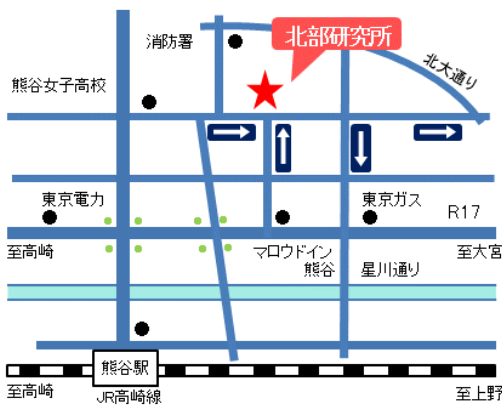 消防署
北部研究所
北大通り
熊谷女子高校
東京電力
東京ガス
R17
至高崎
マロウドイン
熊谷
星川通り
至大宮
熊谷駅
至高崎
JR高崎線
至上野